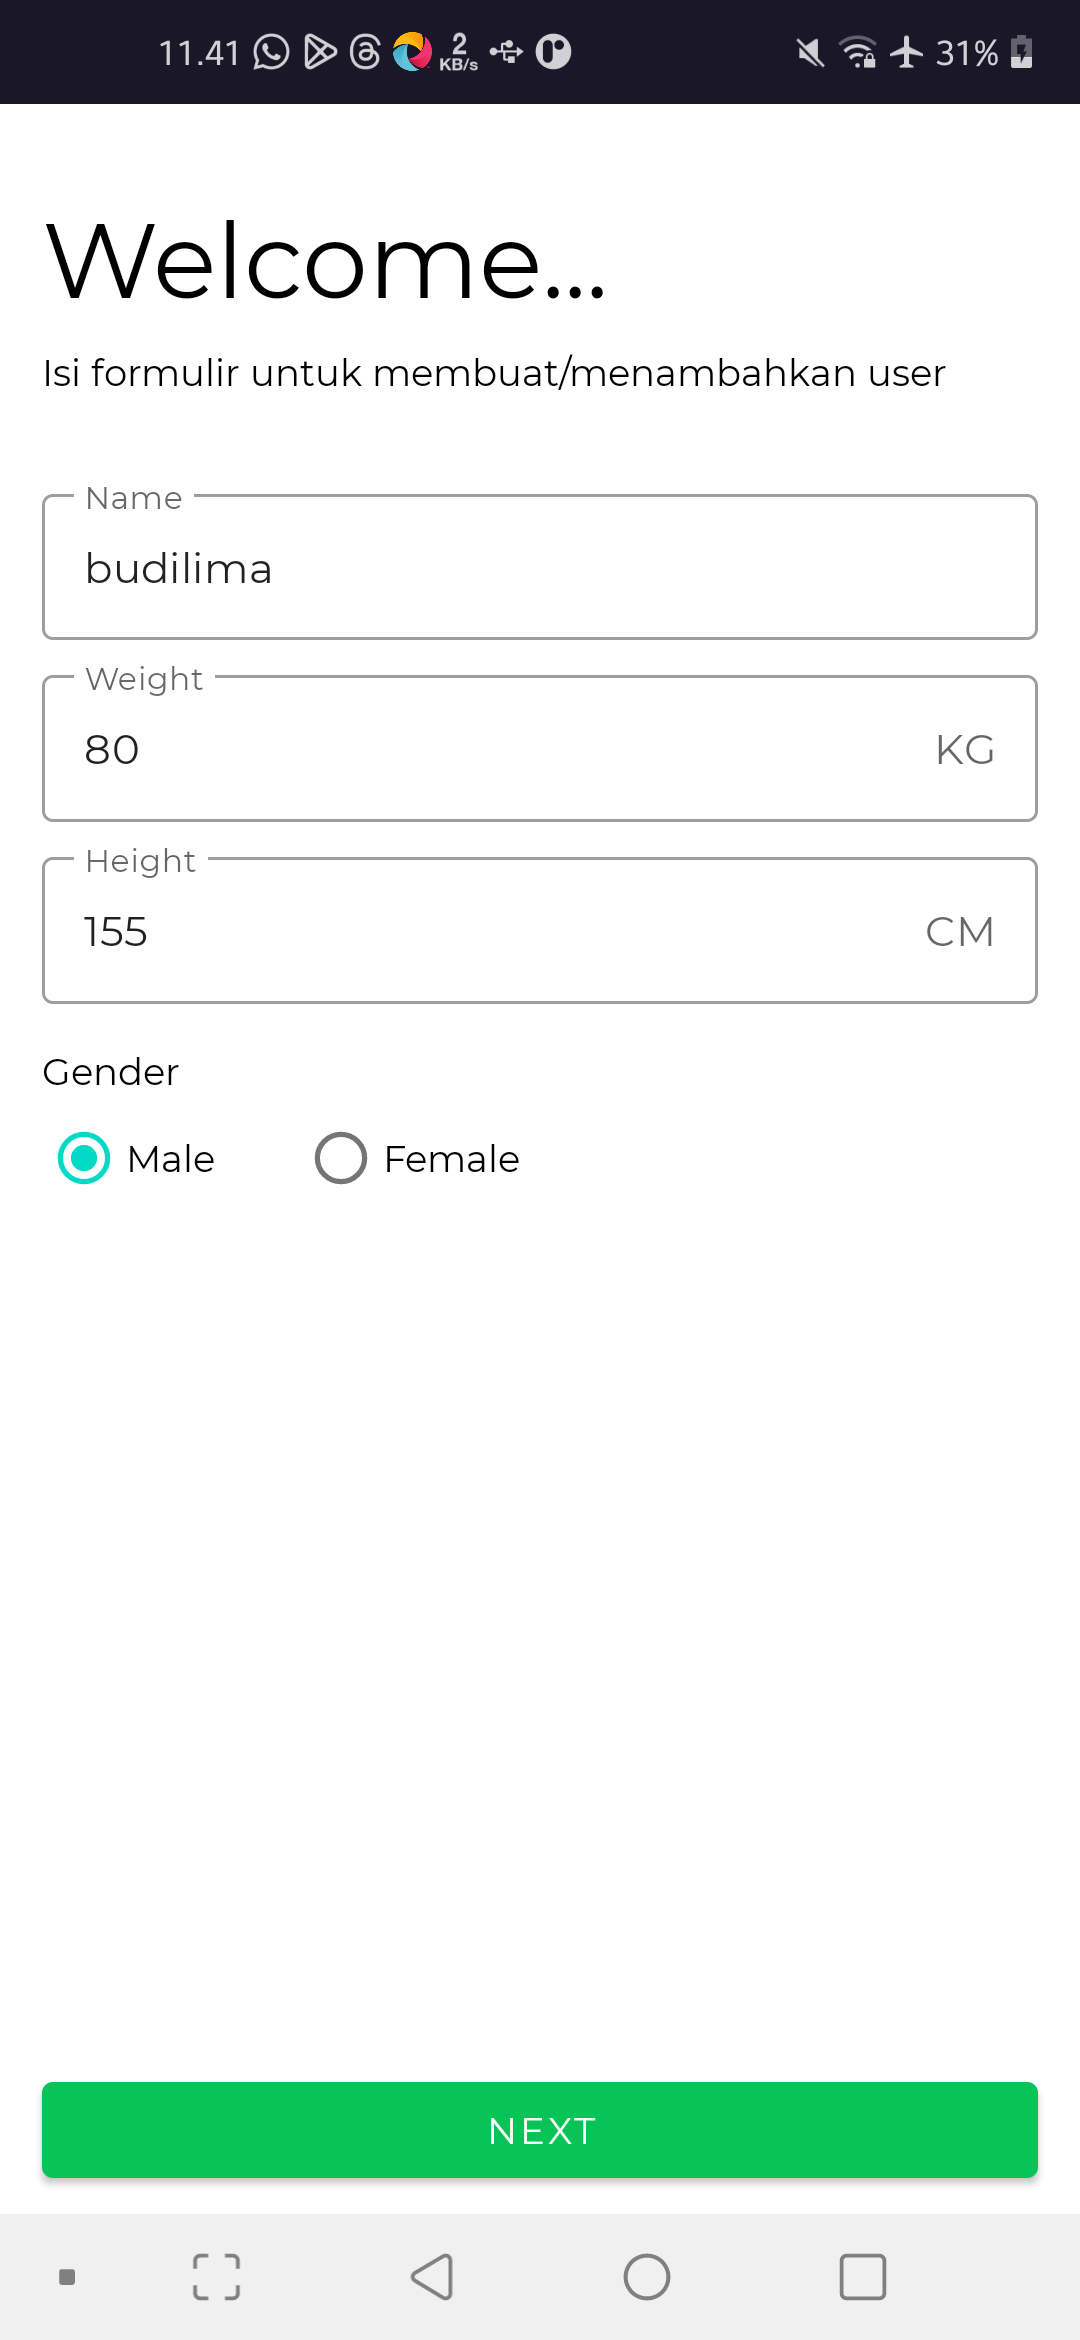 11.41 2 KB/s 31%
Welcome...
Isi formulir untuk membuat/menambahkan user
Name
budilima
Weight
80 KG
Height
155 CM
Gender
Male Female
NEXT